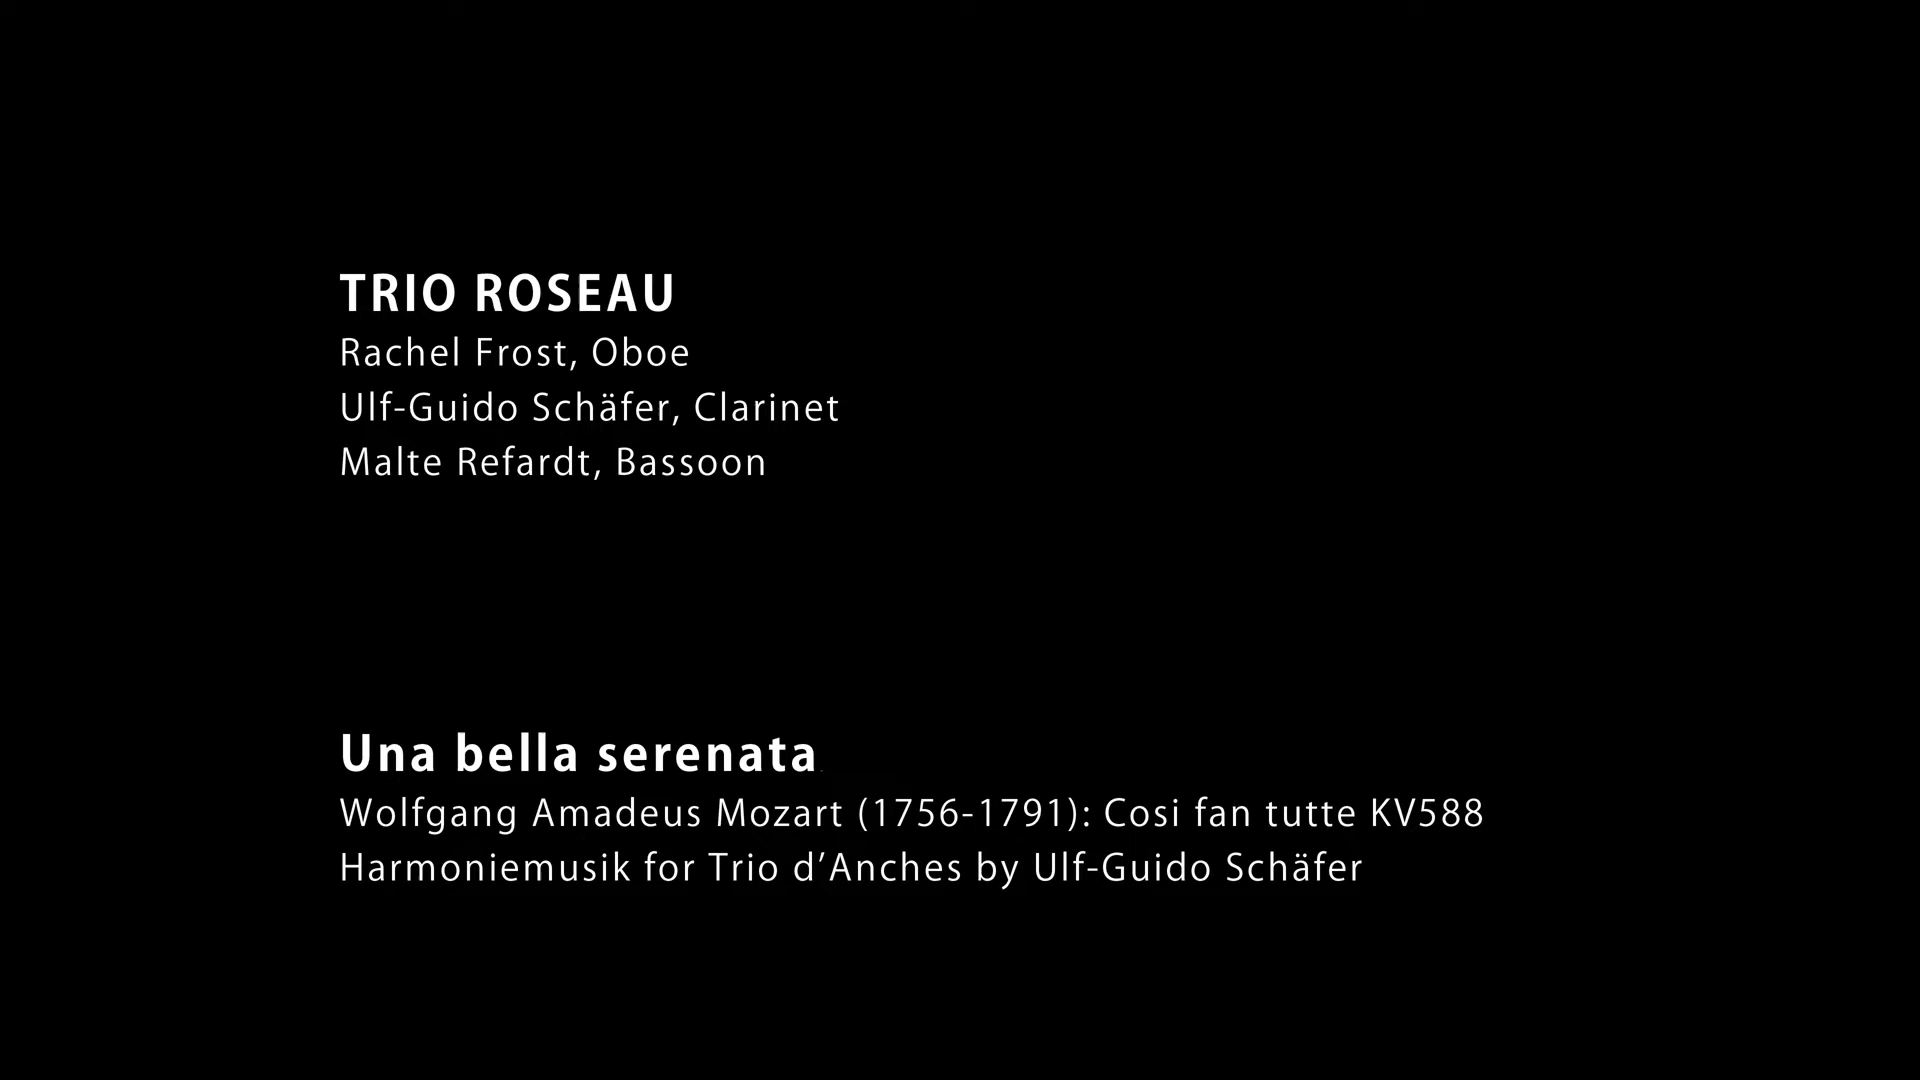 TRIO ROSEAU
Rachel Frost, Oboe
Ulf-Guido Schäfer, Clarinet
Malte Refardt, Bassoon
Una bella serenata
Wolfgang Amadeus Mozart (1756-1791): Cosi fan tutte KV588
Harmoniemusik for Trio d’Anches by Ulf-Guido Schäfer